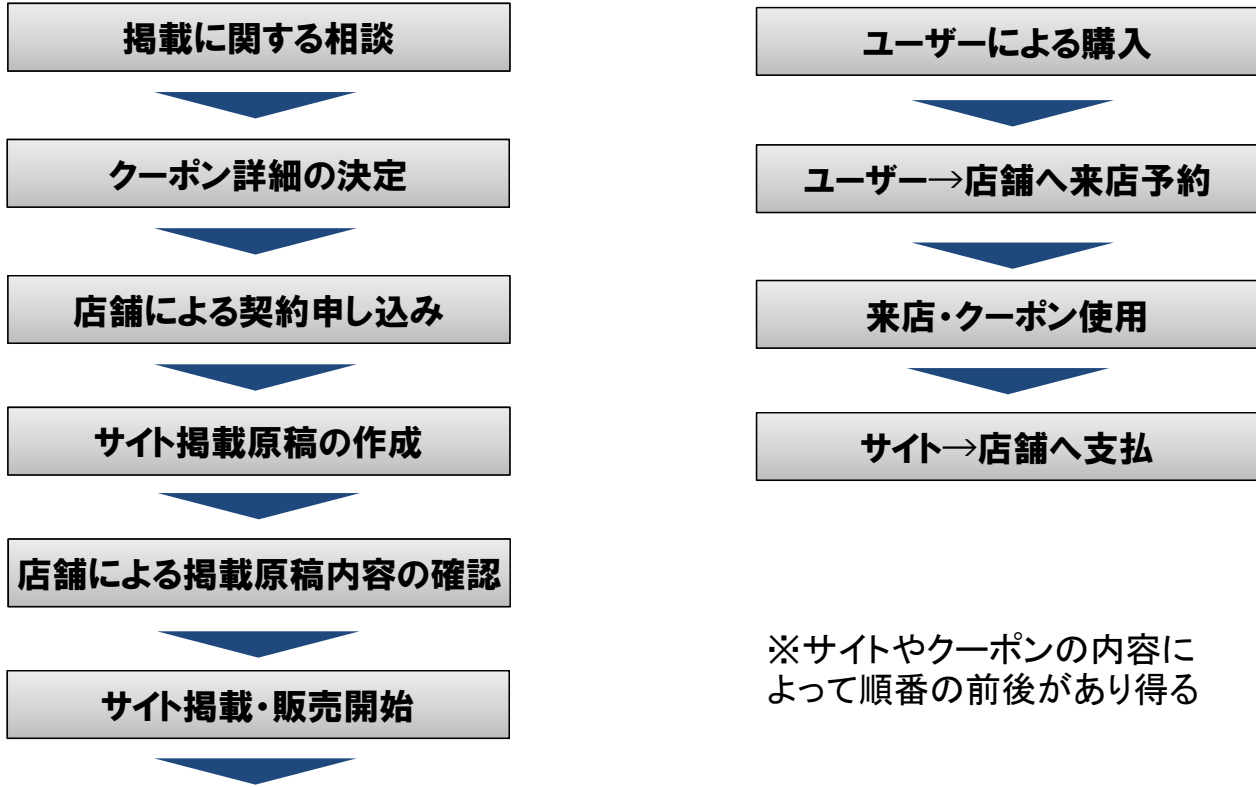 掲載に関する相談
クーポン詳細の決定
店舗による契約申し込み
サイト掲載原稿の作成
店舗による掲載原稿内容の確認
サイト掲載・販売開始
ユーザーによる購入
ユーザー→店舗へ来店予約
来店・クーポン使用
サイト→店舗へ支払
※サイトやクーポンの内容に
よって順番の前後があり得る